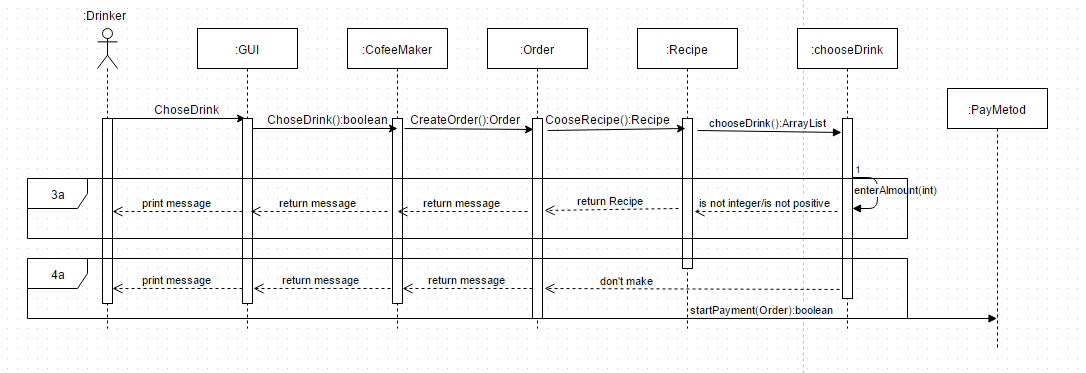 :Drinker
:GUI
:CofeeMaker
:Order
:Recipe
:chooseDrink
:PayMetod
ChoseDrink
ChoseDrink():boolean
CreateOrder():Order
CooseRecipe():Recipe
chooseDrink():ArrayList
1
enterAlmount(int)
3a
print message
return message
return message
return Recipe
is not integer/is not positive
4a
print message
return message
return message
don't make
startPayment(Order):boolean